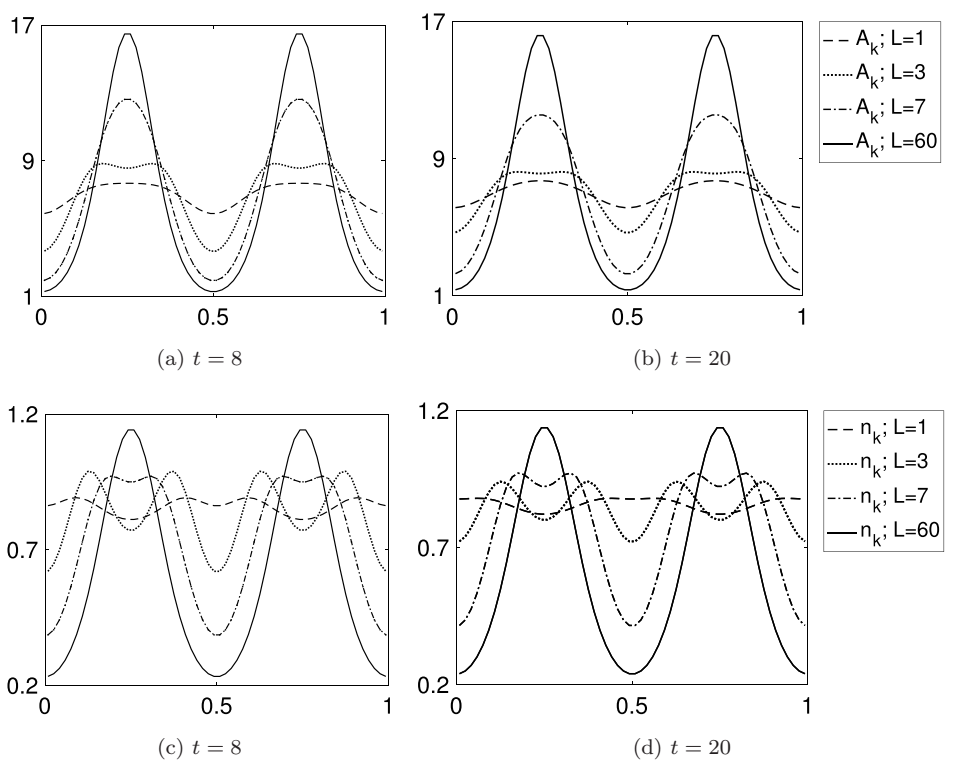 17
9
1
0
0.5
1
(a) t = 8
17
9
1
0
0.5
1
(b) t = 20
A_k; L=1
A_k; L=3
A_k; L=7
A_k; L=60
1.2
0.7
0.2
0
0.5
1
(c) t = 8
1.2
0.7
0.2
0
0.5
1
(d) t = 20
n_k; L=1
n_k; L=3
n_k; L=7
n_k; L=60